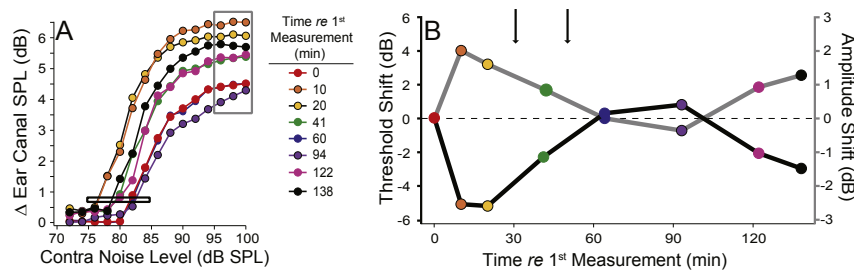 A
Δ Ear Canal SPL (dB)
6
5
4
3
2
1
0
70 75 80 85 90 95 100
Contra Noise Level (dB SPL)
Time re 1st
Measurement
(min)
0
10
20
41
60
94
122
138
B
Threshold Shift (dB)
6
4
2
0
-2
-4
-6
0 30 60 90 120
Time re 1st Measurement (min)
3
2
1
0
-1
-2
-3
Amplitude Shift
(dB)